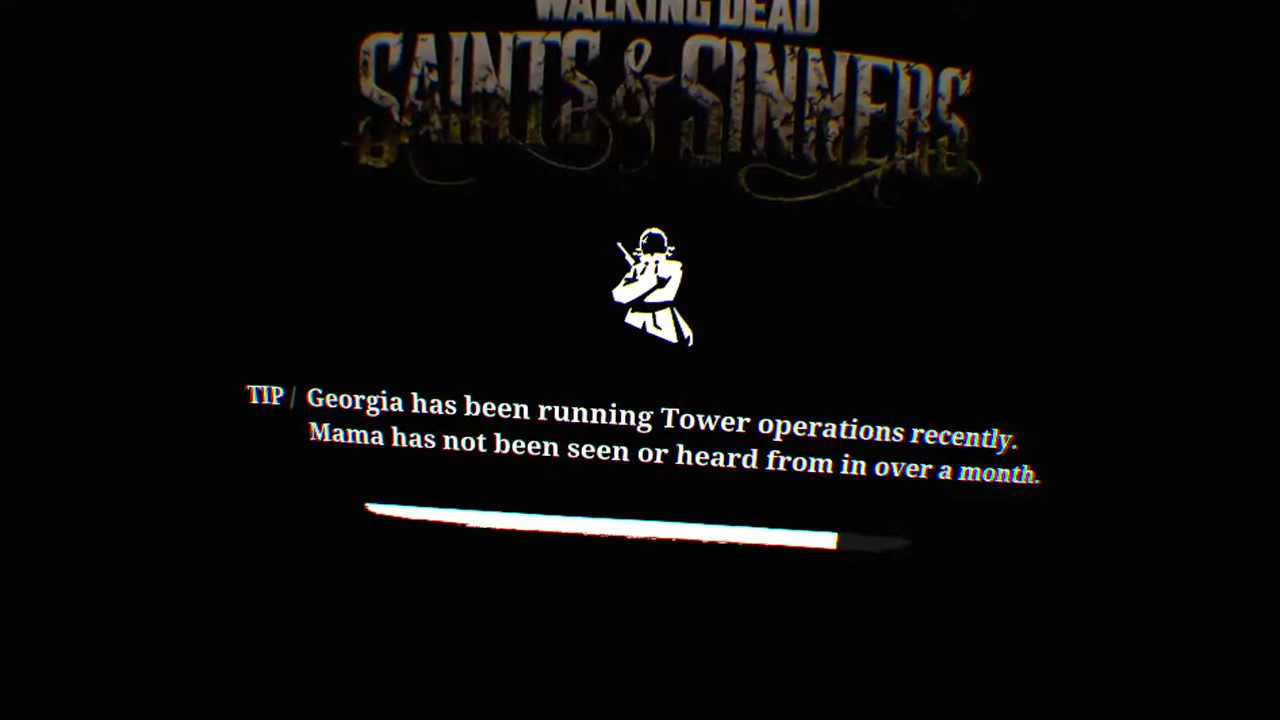 WALKING DEAD
SAINTS & SINNERS
TIP | Georgia has been running Tower operations recently.
Mama has not been seen or heard from in over a month.